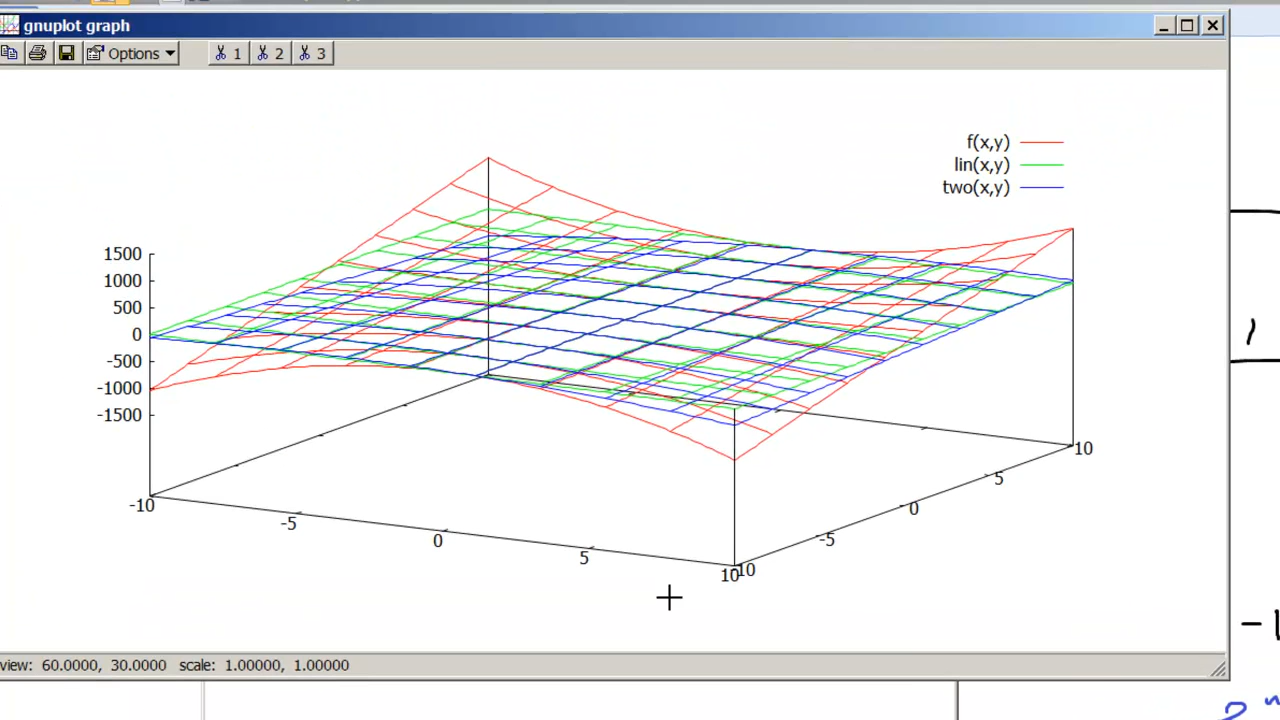 gnuplot graph
Options 1 2 3
f(x,y)
lin(x,y)
two(x,y)
1500
1000
500
0
-500
-1000
-1500
-10
-5
0
5
10
-10
-5
0
5
10
view: 60.0000, 30.0000 scale: 1.00000, 1.00000